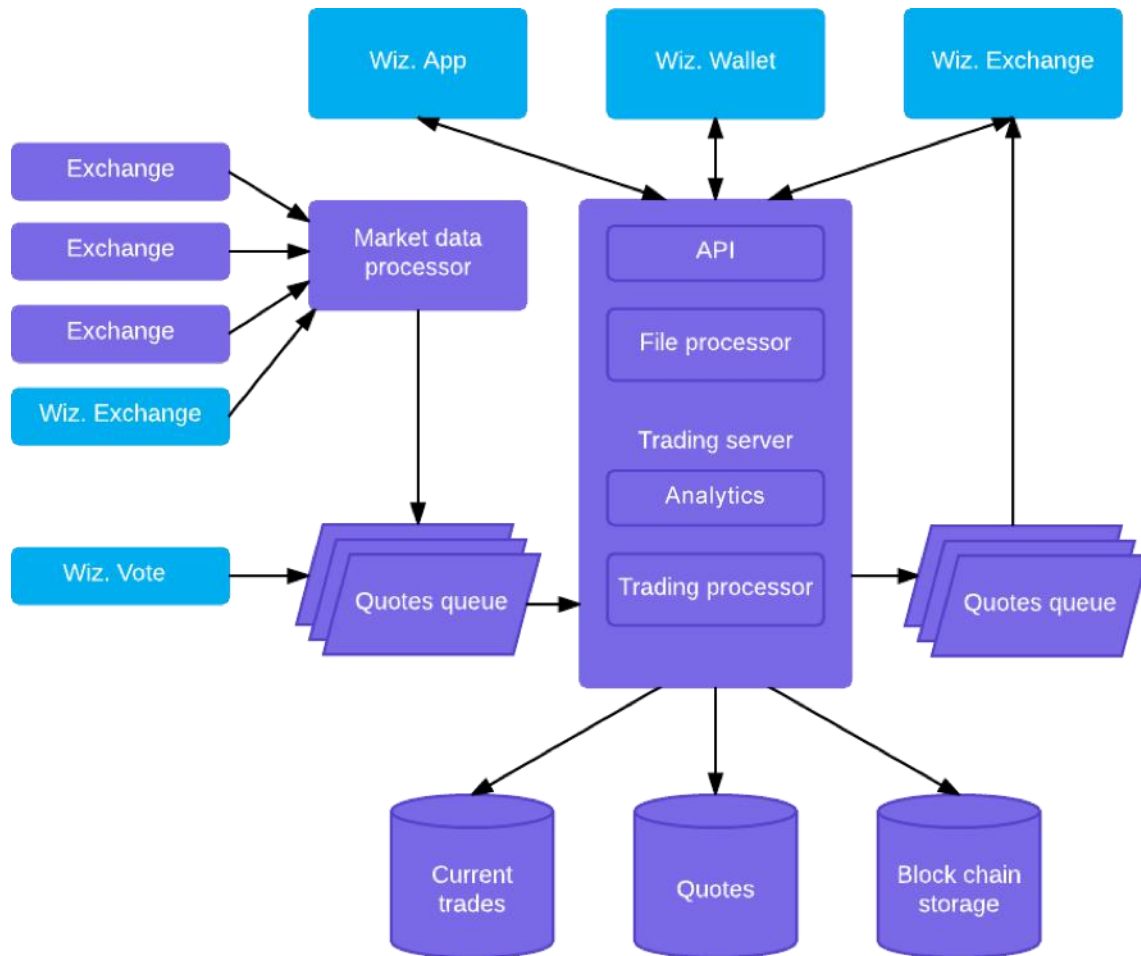 Wiz. App
Wiz. Wallet
Wiz. Exchange
Exchange
Exchange
Exchange
Wiz. Exchange
Market data
processor
API
File processor
Trading server
Analytics
Trading processor
Wiz. Vote
Quotes queue
Quotes queue
Current
trades
Quotes
Block chain
storage